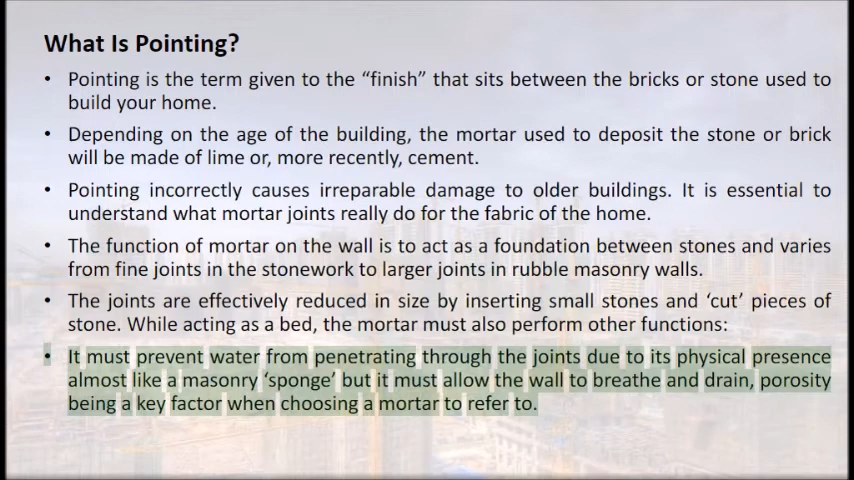 What Is Pointing?
• Pointing is the term given to the “finish” that sits between the bricks or stone used to
build your home.
• Depending on the age of the building, the mortar used to deposit the stone or brick
will be made of lime or, more recently, cement.
• Pointing incorrectly causes irreparable damage to older buildings. It is essential to
understand what mortar joints really do for the fabric of the home.
• The function of mortar on the wall is to act as a foundation between stones and varies
from fine joints in the stonework to larger joints in rubble masonry walls.
• The joints are effectively reduced in size by inserting small stones and ‘cut’ pieces of
stone. While acting as a bed, the mortar must also perform other functions:
• It must prevent water from penetrating through the joints due to its physical presence
almost like a masonry ‘sponge’ but it must allow the wall to breathe and drain, porosity
being a key factor when choosing a mortar to refer to.